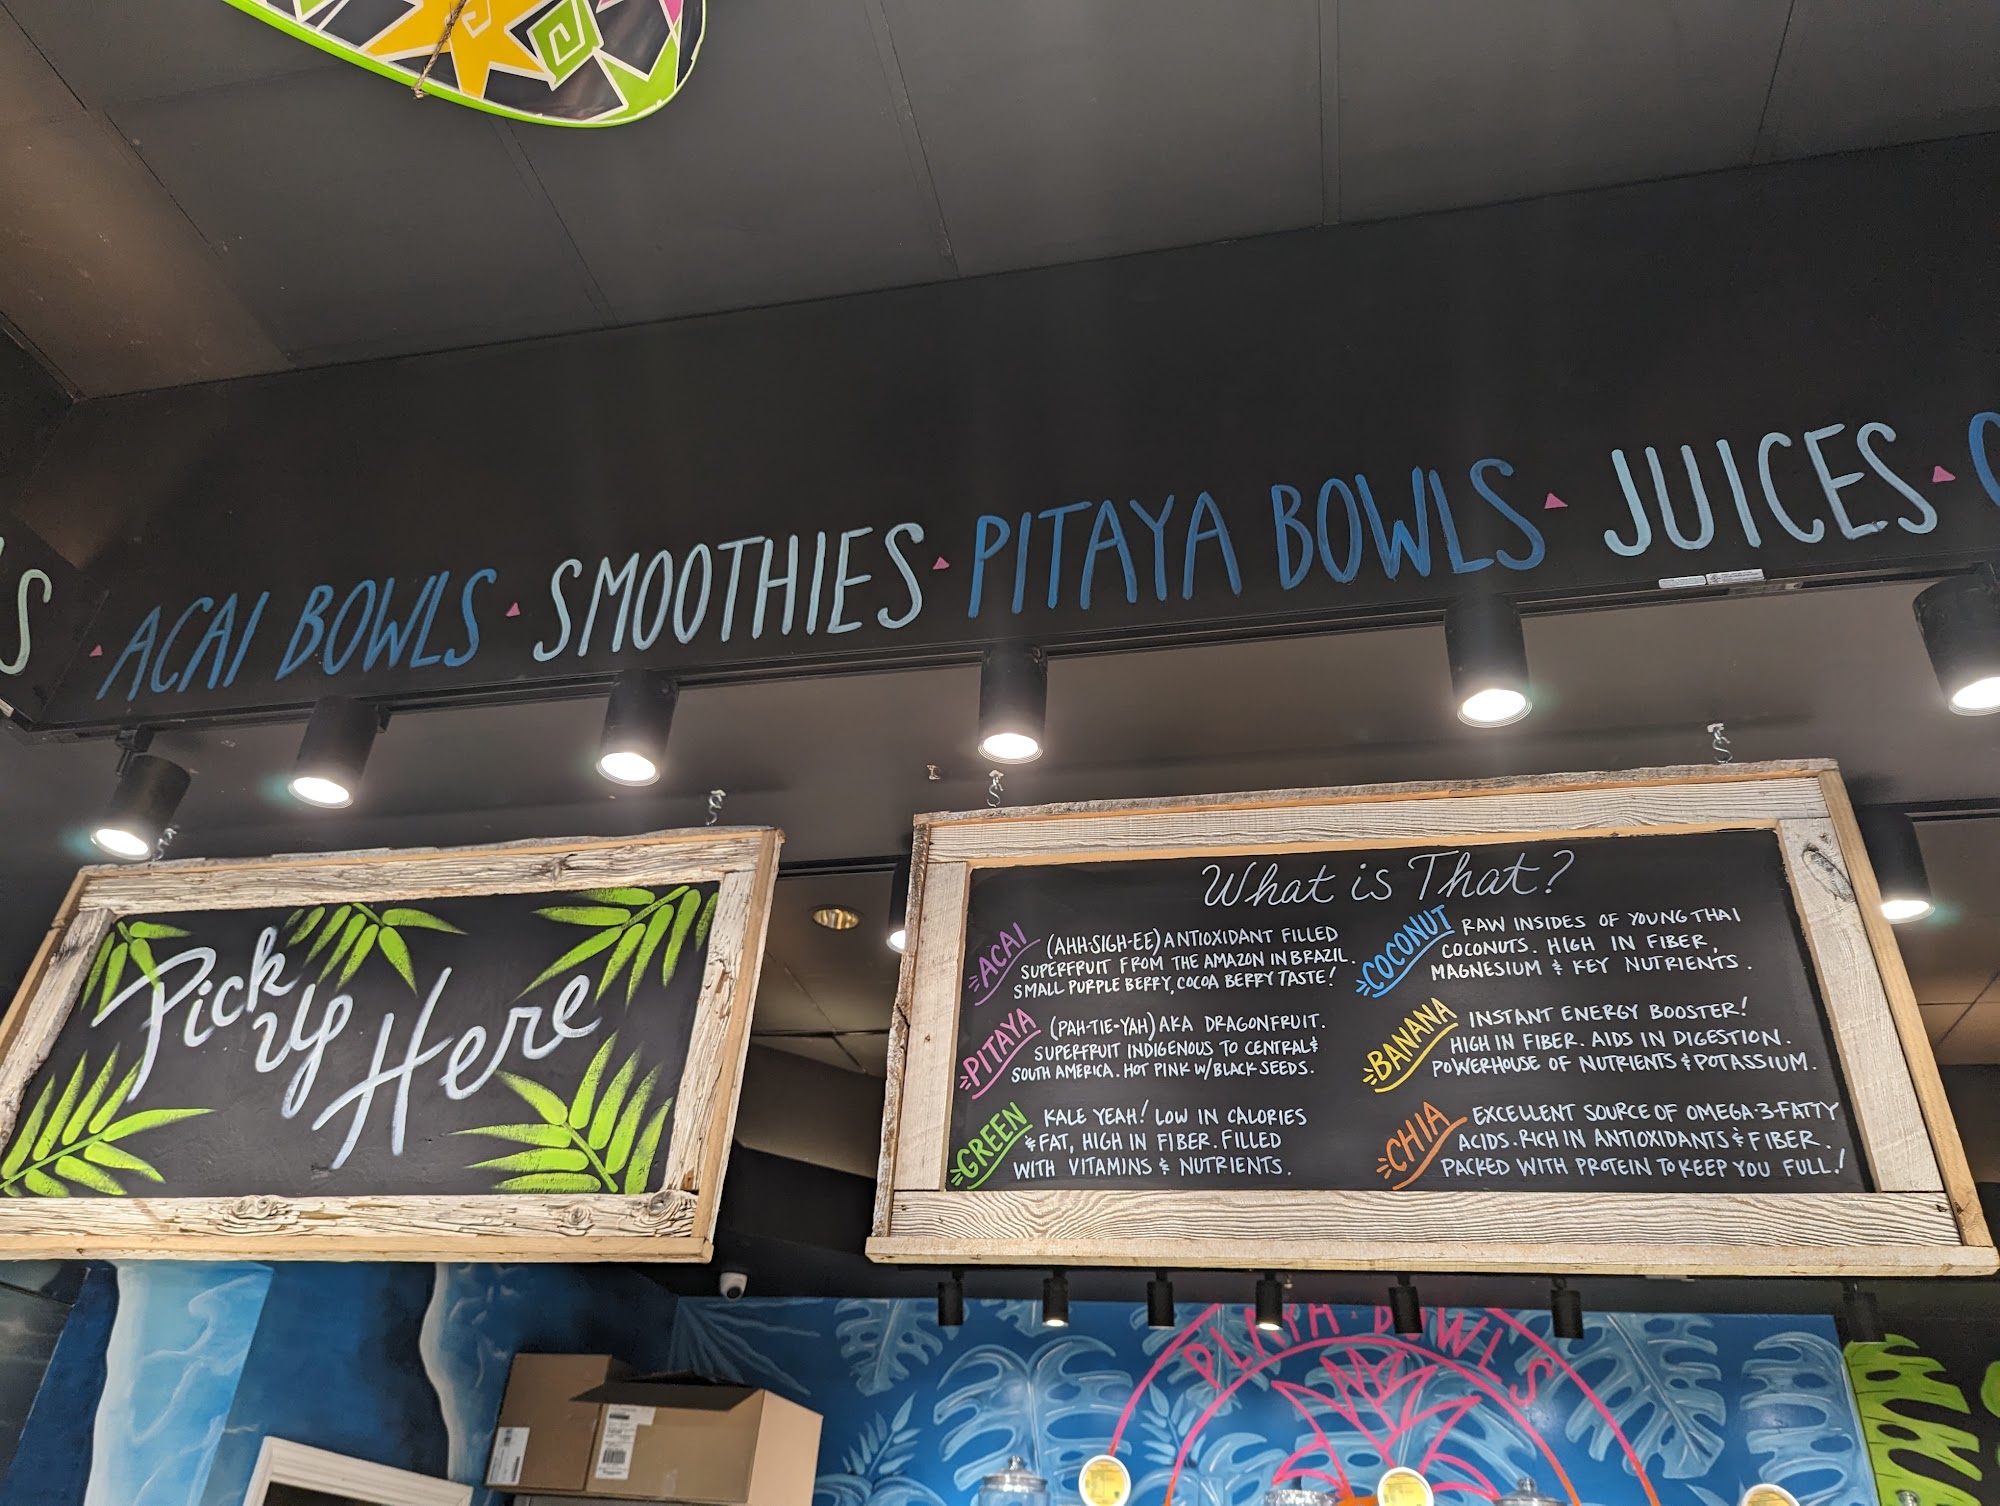 S · ACAI BOWLS · SMOOTHIES · PITAYA BOWLS · JUICES ·
Pick
up
Here
What is That?
ACAI (AHH-SIGH-EE) ANTIOXIDANT FILLED
SUPERFRUIT FROM THE AMAZON IN BRAZIL.
SMALL PURPLE BERRY, COCOA BERRY TASTE!
PITAYA (PAH-TIE-YAH) AKA DRAGONFRUIT.
SUPERFRUIT INDIGENOUS TO CENTRAL &
SOUTH AMERICA. HOT PINK W/BLACK SEEDS.
GREEN KALE YEAH! LOW IN CALORIES
& FAT, HIGH IN FIBER. FILLED
WITH VITAMINS & NUTRIENTS.
COCONUT RAW INSIDES OF YOUNG THAI
COCONUTS. HIGH IN FIBER,
MAGNESIUM & KEY NUTRIENTS.
BANANA INSTANT ENERGY BOOSTER!
HIGH IN FIBER. AIDS IN DIGESTION.
POWERHOUSE OF NUTRIENTS & POTASSIUM.
CHIA EXCELLENT SOURCE OF OMEGA-3-FATTY
ACIDS. RICH IN ANTIOXIDANTS & FIBER.
PACKED WITH PROTEIN TO KEEP YOU FULL!
PLAYA · BOWLS